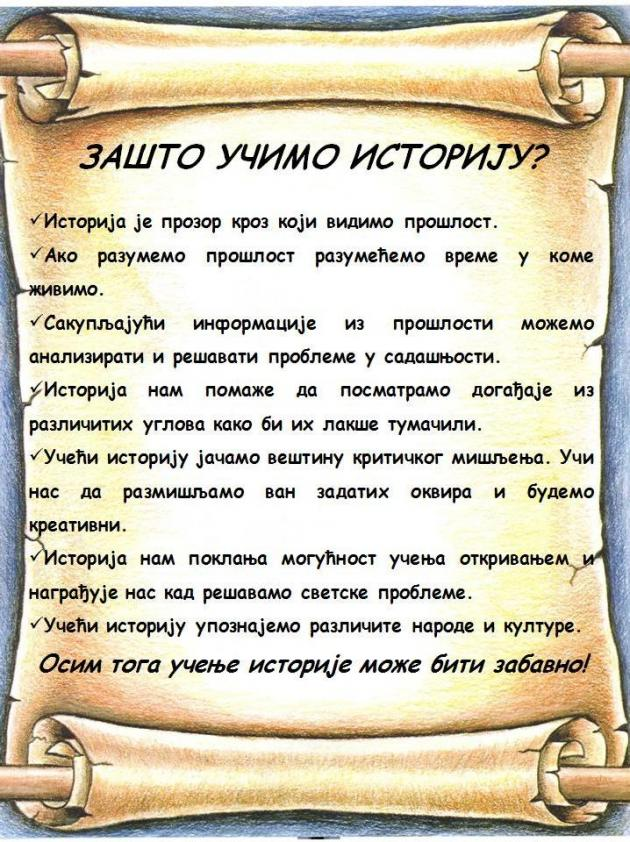 ЗАШТО УЧИМО ИСТОРИЈУ?
✓Историја је прозор кроз који видимо прошлост.
✓Ако разумемо прошлост разумећемо време у коме
живимо.
✓Сакупљајући информације из прошлости можемо
анализирати и решавати проблеме у садашњости.
✓Историја нам помаже да посматрамо догађаје из
различитих углова како би их лакше тумачили.
✓Учећи историју јачамо вештину критичког мишљења. Учи
нас да размишљамо ван задатих оквира и будемо
креативни.
✓Историја нам поклања могућност учења откривањем и
награђује нас кад решавамо светске проблеме.
✓Учећи историју упознајемо различите народе и културе.
Осим тога учење историје може бити забавно!